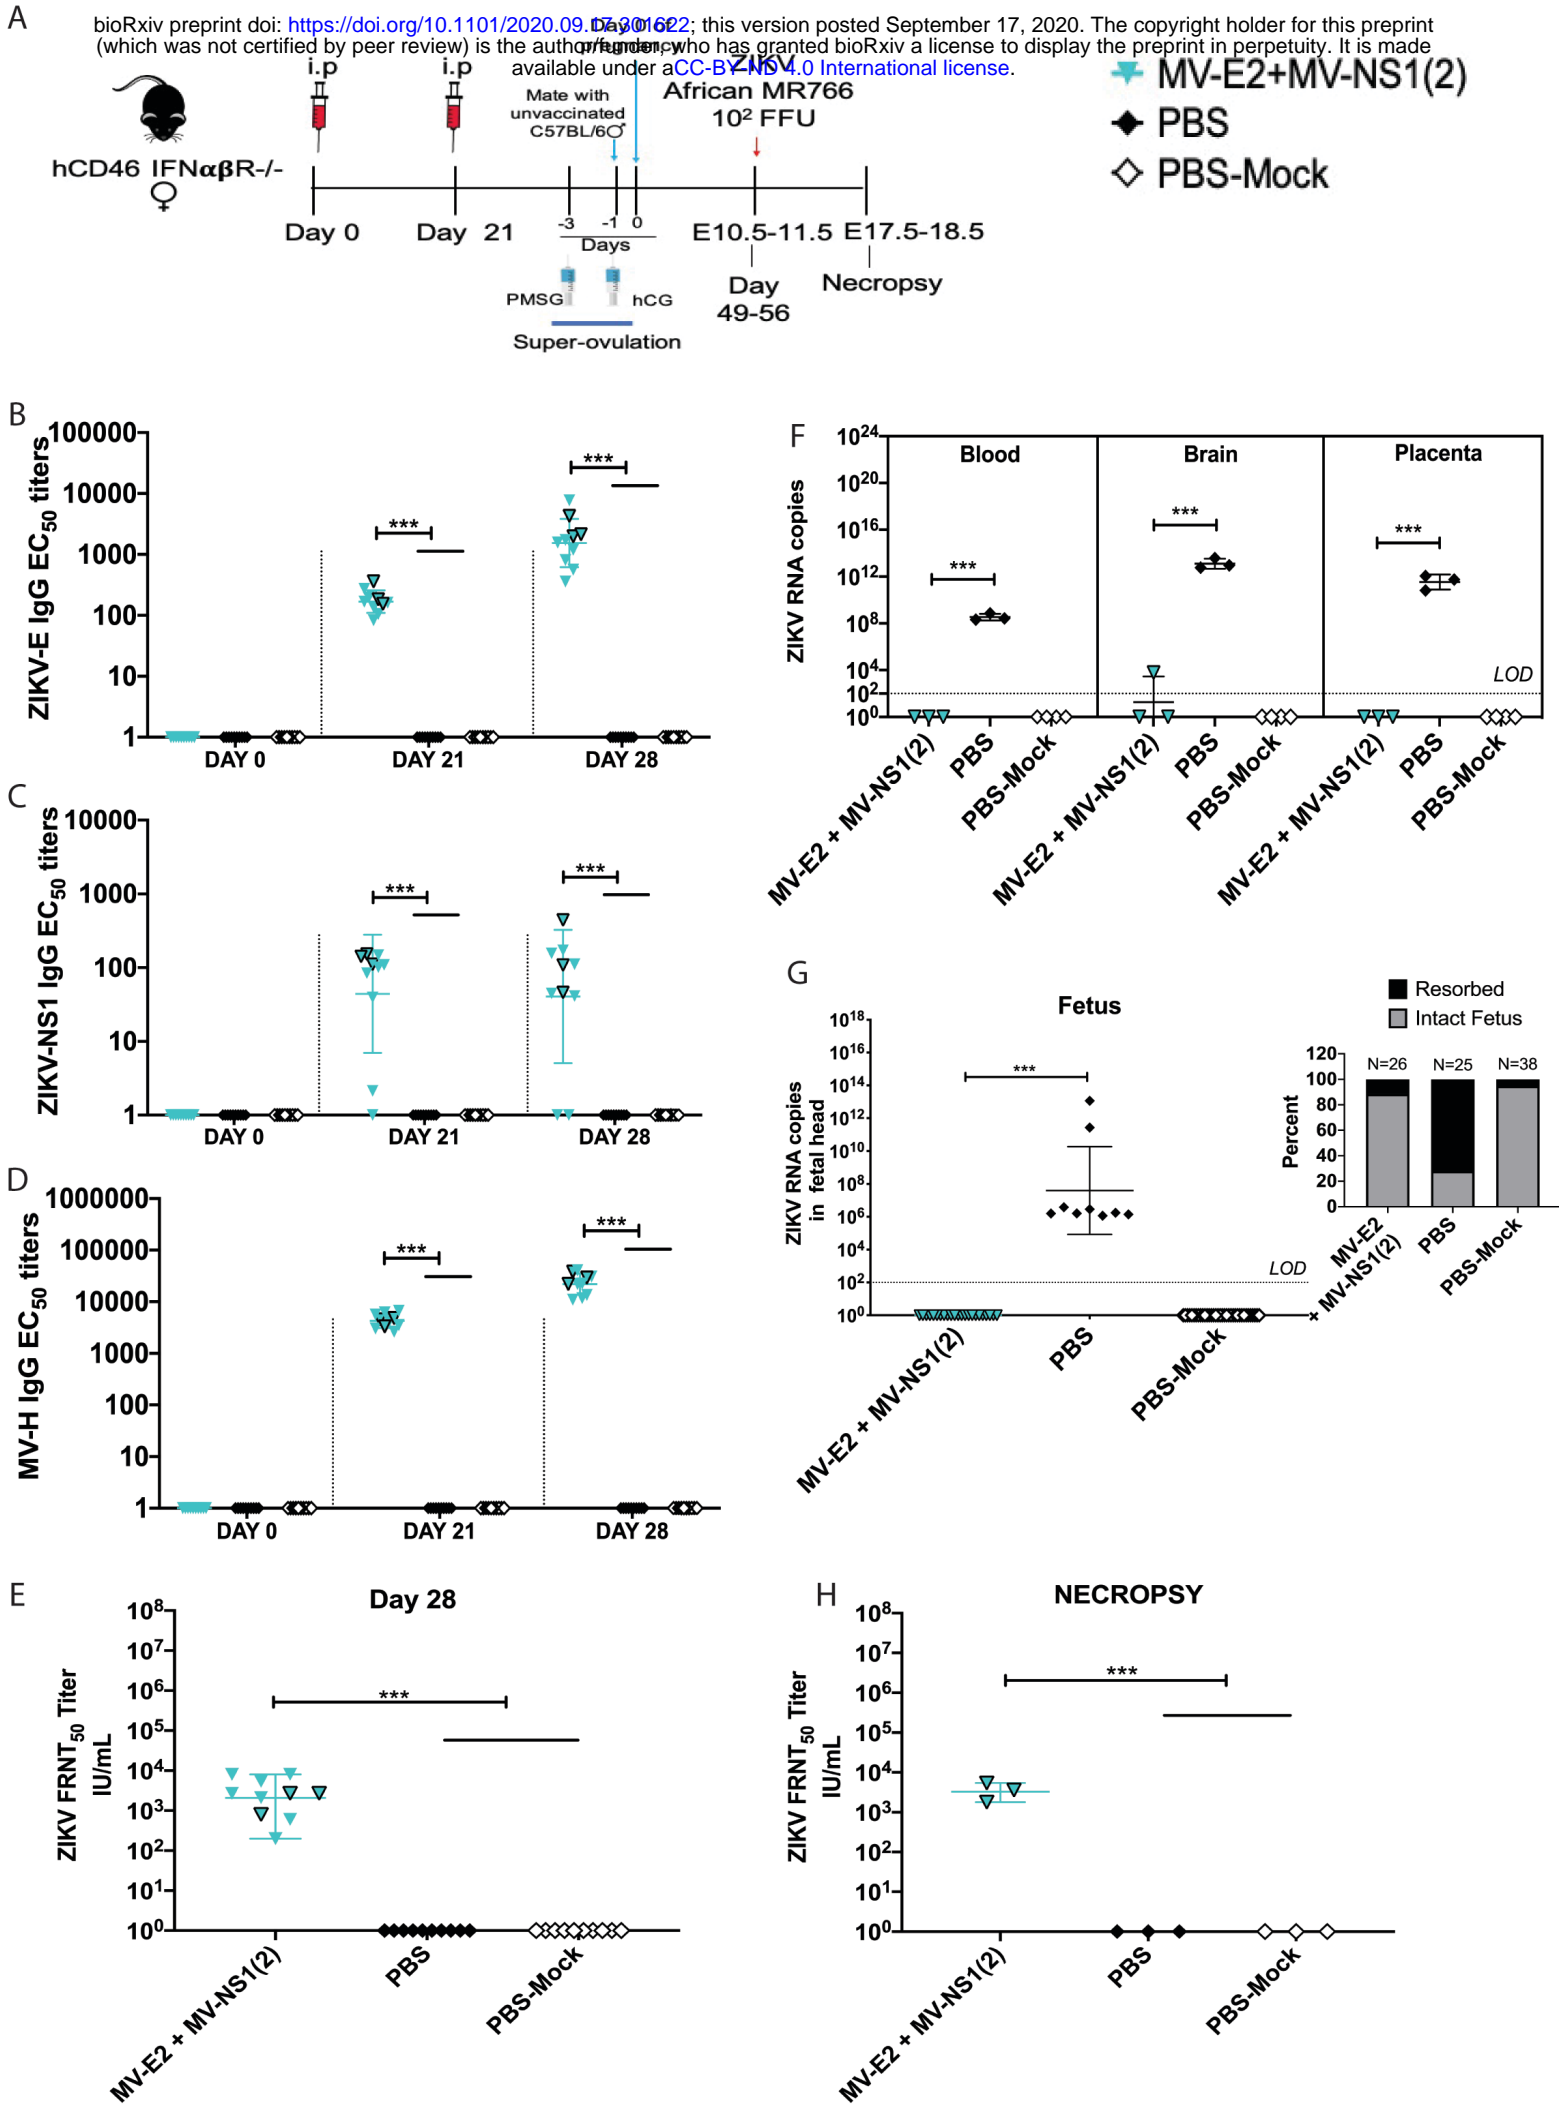 A
bioRxiv preprint doi: https://doi.org/10.1101/2020.09.17.301622; this version posted September 17, 2020. The copyright holder for this preprint
(which was not certified by peer review) is the author/funder, who has granted bioRxiv a license to display the preprint in perpetuity. It is made
available under aCC-BY-ND 4.0 International license.
i.p
i.p
Day 0 of
pregnancy
Mate with
unvaccinated
C57BL/6♂
ZIKV
African MR766
10² FFU
MV-E2+MV-NS1(2)
PBS
PBS-Mock
hCD46 IFNαβR-/-
♀
Day 0
Day 21
-3
-1
0
Days
E10.5-11.5
E17.5-18.5
Day
49-56
Necropsy
PMSG
hCG
Super-ovulation
B
ZIKV-E IgG EC₅₀ titers
100000
10000
1000
100
10
1
***
***
DAY 0
DAY 21
DAY 28
C
ZIKV-NS1 IgG EC₅₀ titers
10000
1000
100
10
1
***
***
DAY 0
DAY 21
DAY 28
D
MV-H IgG EC₅₀ titers
1000000
100000
10000
1000
100
10
1
***
***
DAY 0
DAY 21
DAY 28
E
Day 28
ZIKV FRNT₅₀ Titer
IU/mL
10⁸
10⁷
10⁶
10⁵
10⁴
10³
10²
10¹
10⁰
***
MV-E2 + MV-NS1(2)
PBS
PBS-Mock
F
ZIKV RNA copies
10²⁴
10²⁰
10¹⁶
10¹²
10⁸
10⁴
10²
10⁰
Blood
Brain
Placenta
***
***
***
LOD
MV-E2 + MV-NS1(2)
PBS
PBS-Mock
MV-E2 + MV-NS1(2)
PBS
PBS-Mock
MV-E2 + MV-NS1(2)
PBS
PBS-Mock
G
Fetus
ZIKV RNA copies
in fetal head
10¹⁸
10¹⁶
10¹⁴
10¹²
10¹⁰
10⁸
10⁶
10⁴
10²
10⁰
***
LOD
MV-E2 + MV-NS1(2)
PBS
PBS-Mock
Resorbed
Intact Fetus
Percent
120
100
80
60
40
20
0
N=26
N=25
N=38
MV-E2
+ MV-NS1(2)
PBS
PBS-Mock
H
NECROPSY
ZIKV FRNT₅₀ Titer
IU/mL
10⁸
10⁷
10⁶
10⁵
10⁴
10³
10²
10¹
10⁰
***
MV-E2 + MV-NS1(2)
PBS
PBS-Mock